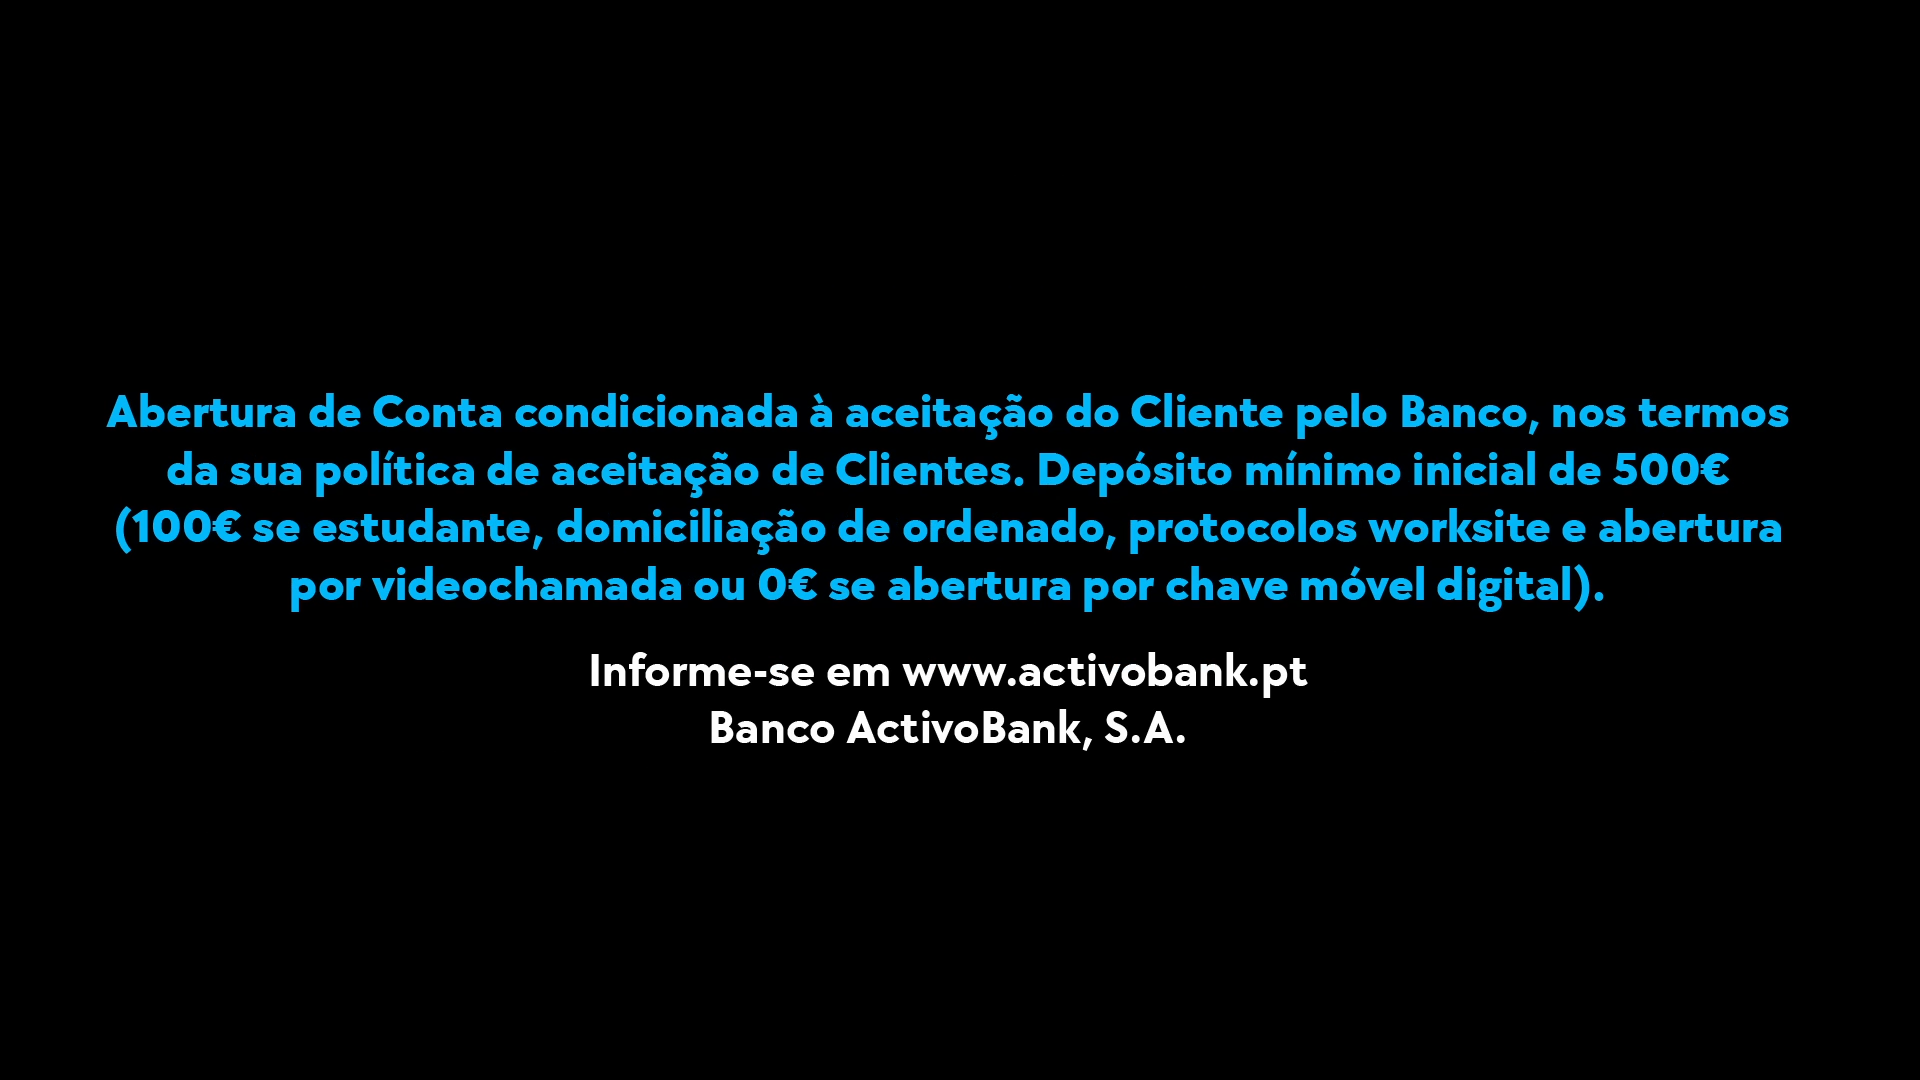 Abertura de Conta condicionada à aceitação do Cliente pelo Banco, nos termos
da sua política de aceitação de Clientes. Depósito mínimo inicial de 500€
(100€ se estudante, domiciliação de ordenado, protocolos worksite e abertura
por videochamada ou 0€ se abertura por chave móvel digital).
Informe-se em www.activobank.pt
Banco ActivoBank, S.A.